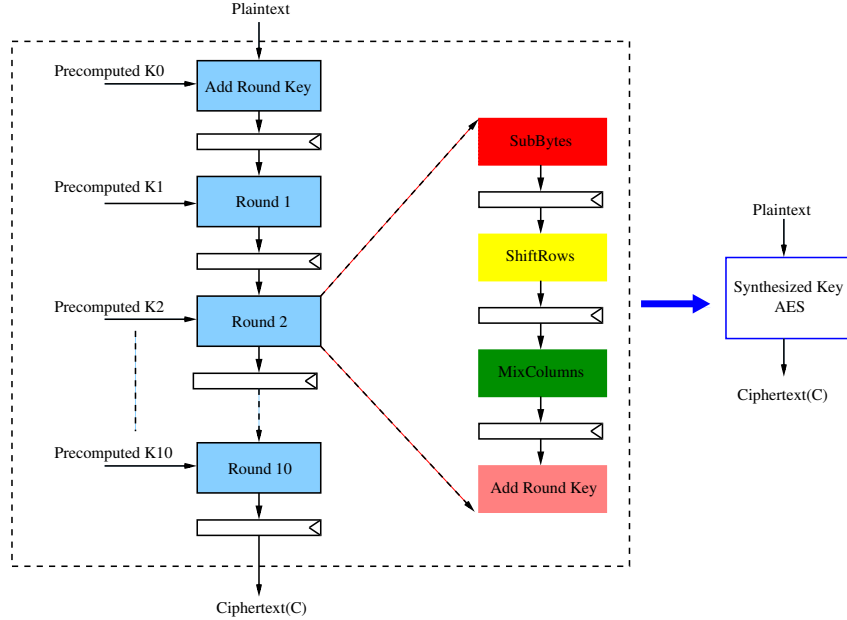 Plaintext
Precomputed K0
Add Round Key
Precomputed K1
Round 1
Precomputed K2
Round 2
Precomputed K10
Round 10
Ciphertext(C)
SubBytes
ShiftRows
MixColumns
Add Round Key
Plaintext
Synthesized Key
AES
Ciphertext(C)